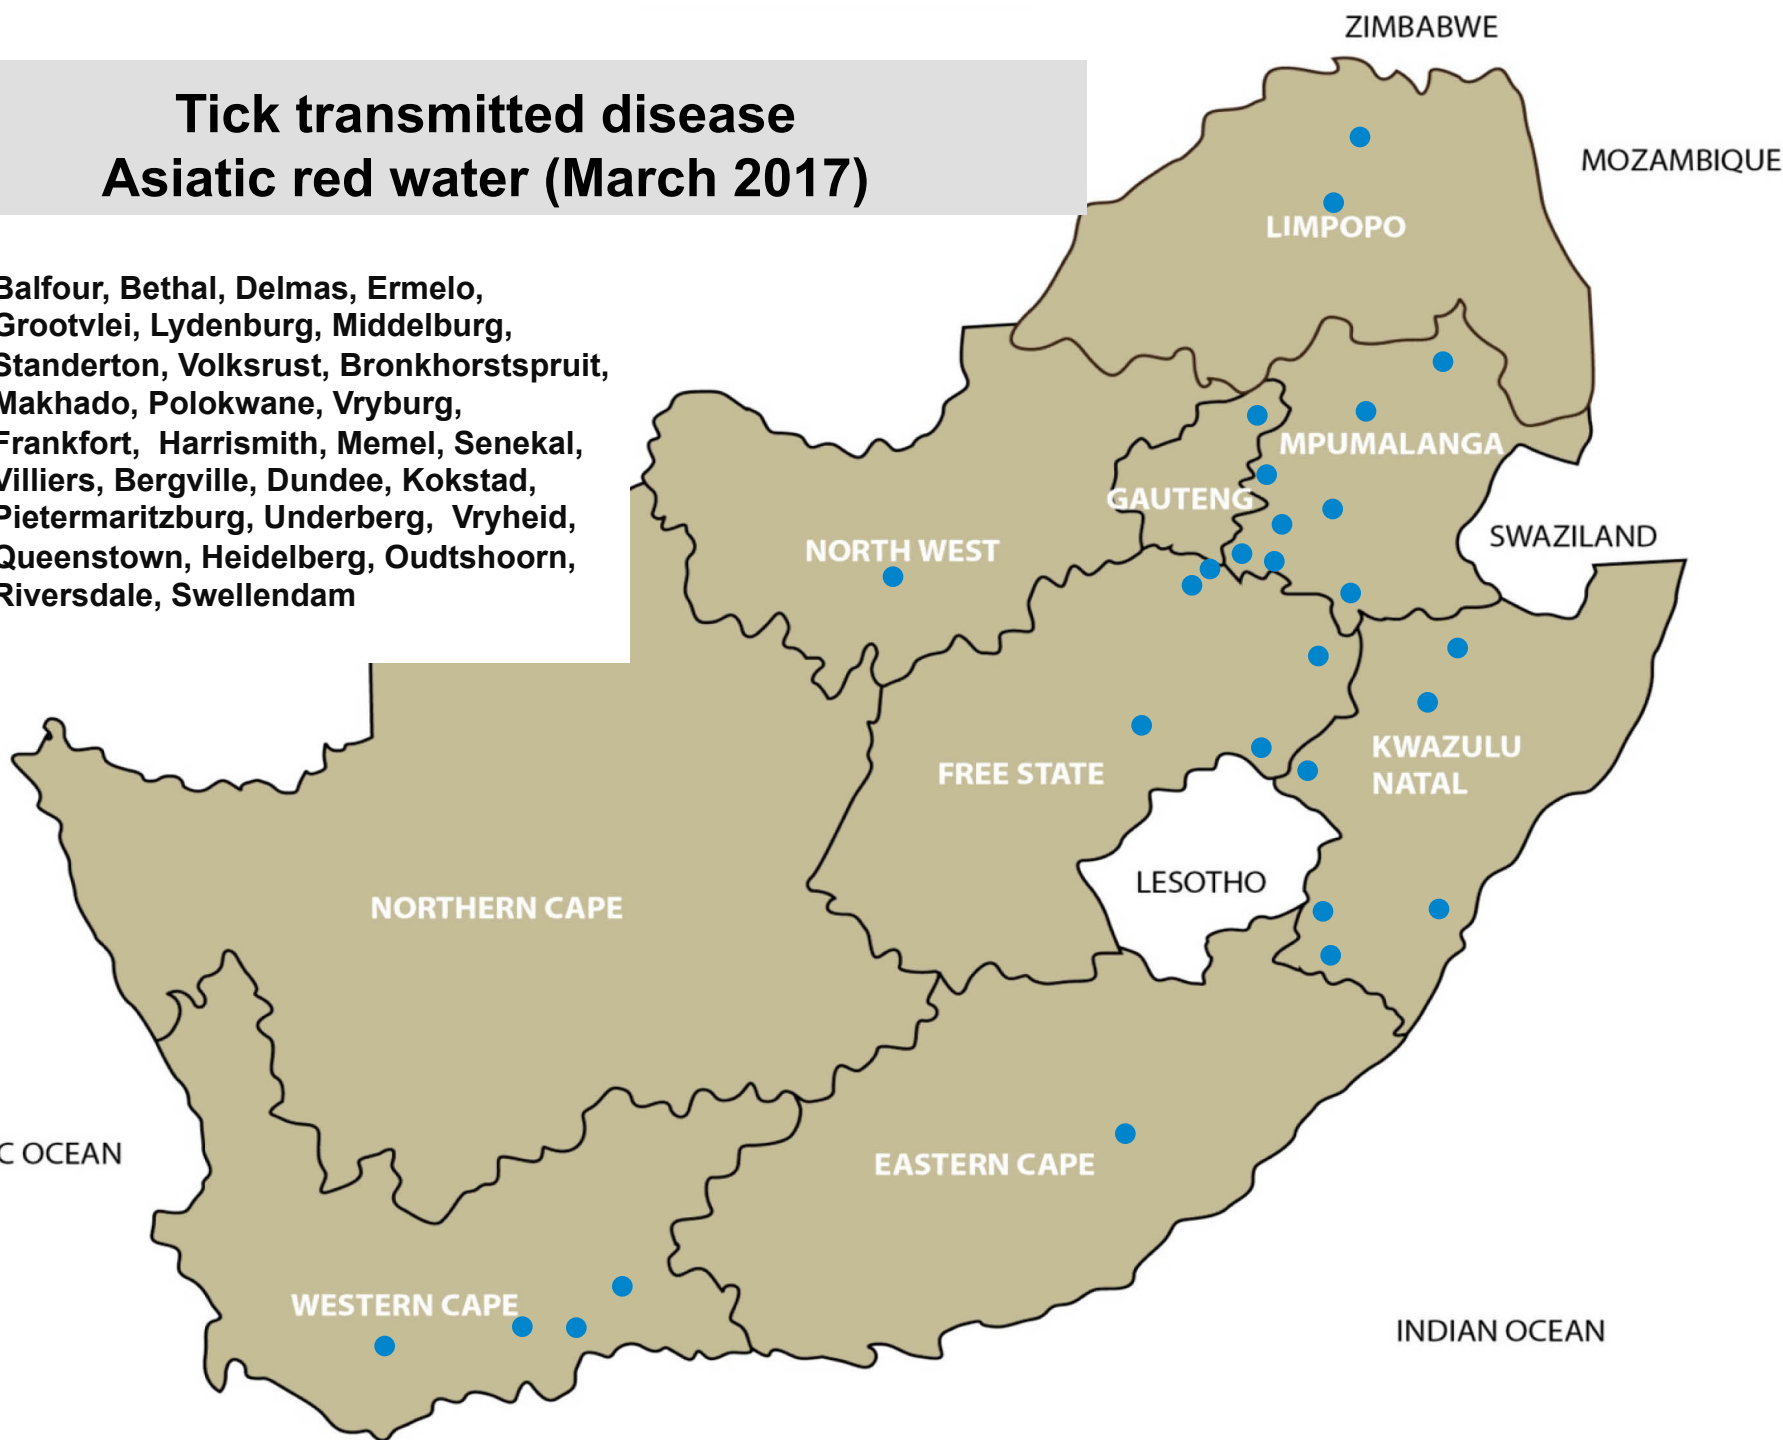 ZIMBABWE
Tick transmitted disease
Asiatic red water (March 2017)
MOZAMBIQUE
LIMPOPO
Balfour, Bethal, Delmas, Ermelo,
Grootvlei, Lydenburg, Middelburg,
Standerton, Volksrust, Bronkhorstspruit,
Makhado, Polokwane, Vryburg,
Frankfort, Harrismith, Memel, Senekal,
Villiers, Bergville, Dundee, Kokstad,
Pietermaritzburg, Underberg, Vryheid,
Queenstown, Heidelberg, Oudtshoorn,
Riversdale, Swellendam
MPUMALANGA
GAUTENG
NORTH WEST
SWAZILAND
KWAZULU
NATAL
FREE STATE
LESOTHO
NORTHERN CAPE
C OCEAN
EASTERN CAPE
WESTERN CAPE
INDIAN OCEAN